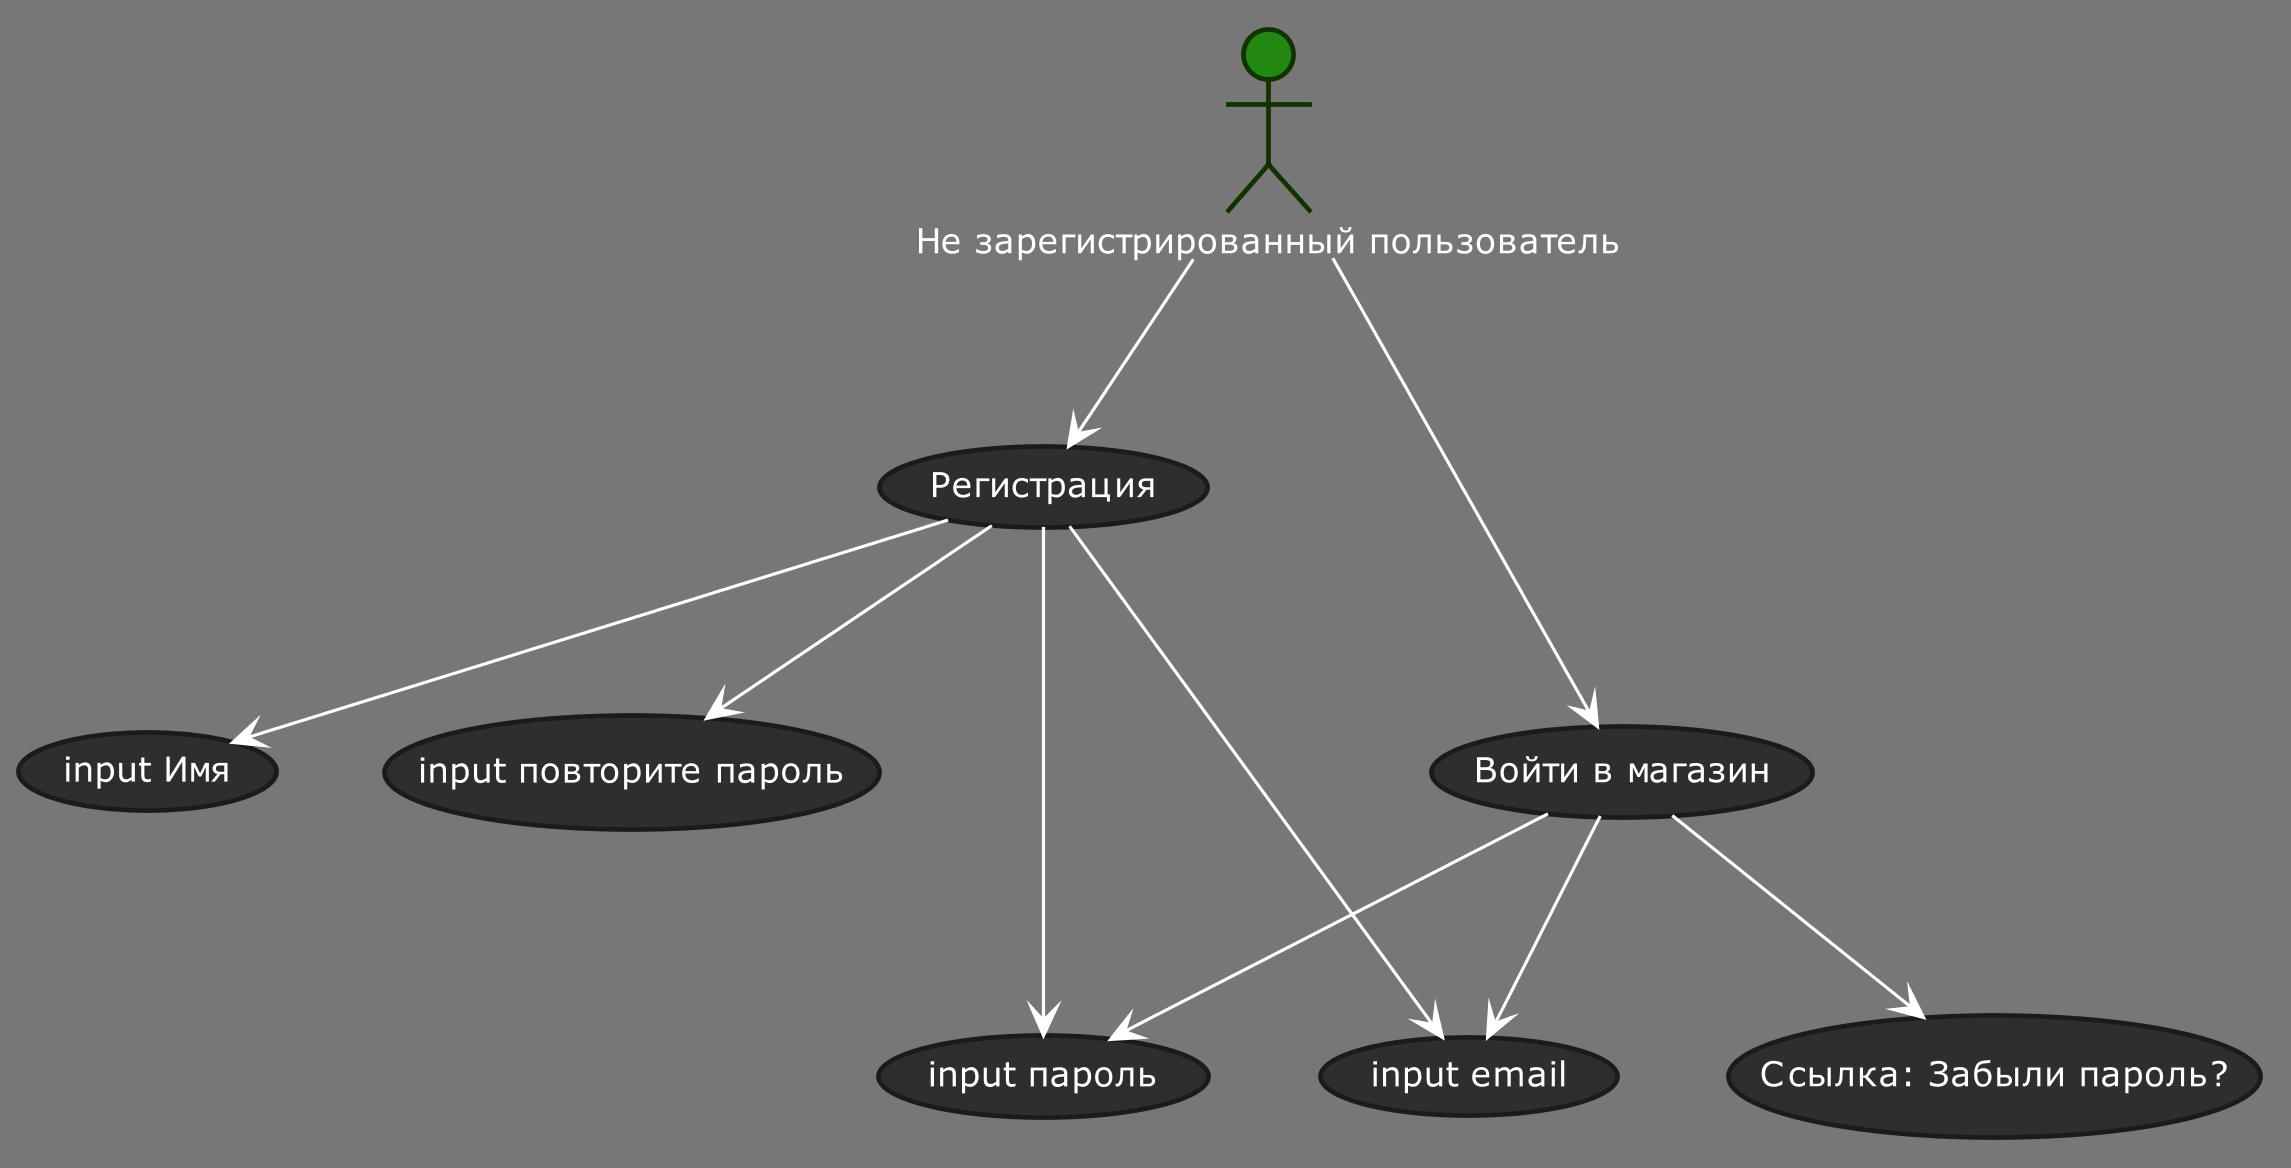 Не зарегистрированный пользователь
Регистрация
input Имя
input повторите пароль
Войти в магазин
input пароль
input email
Ссылка: Забыли пароль?